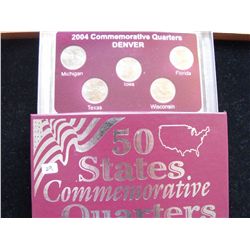 2004 Commemorative Quarters
DENVER
Michigan
Iowa
Florida
Texas
Wisconsin
50
States
Commemorative
Quarters